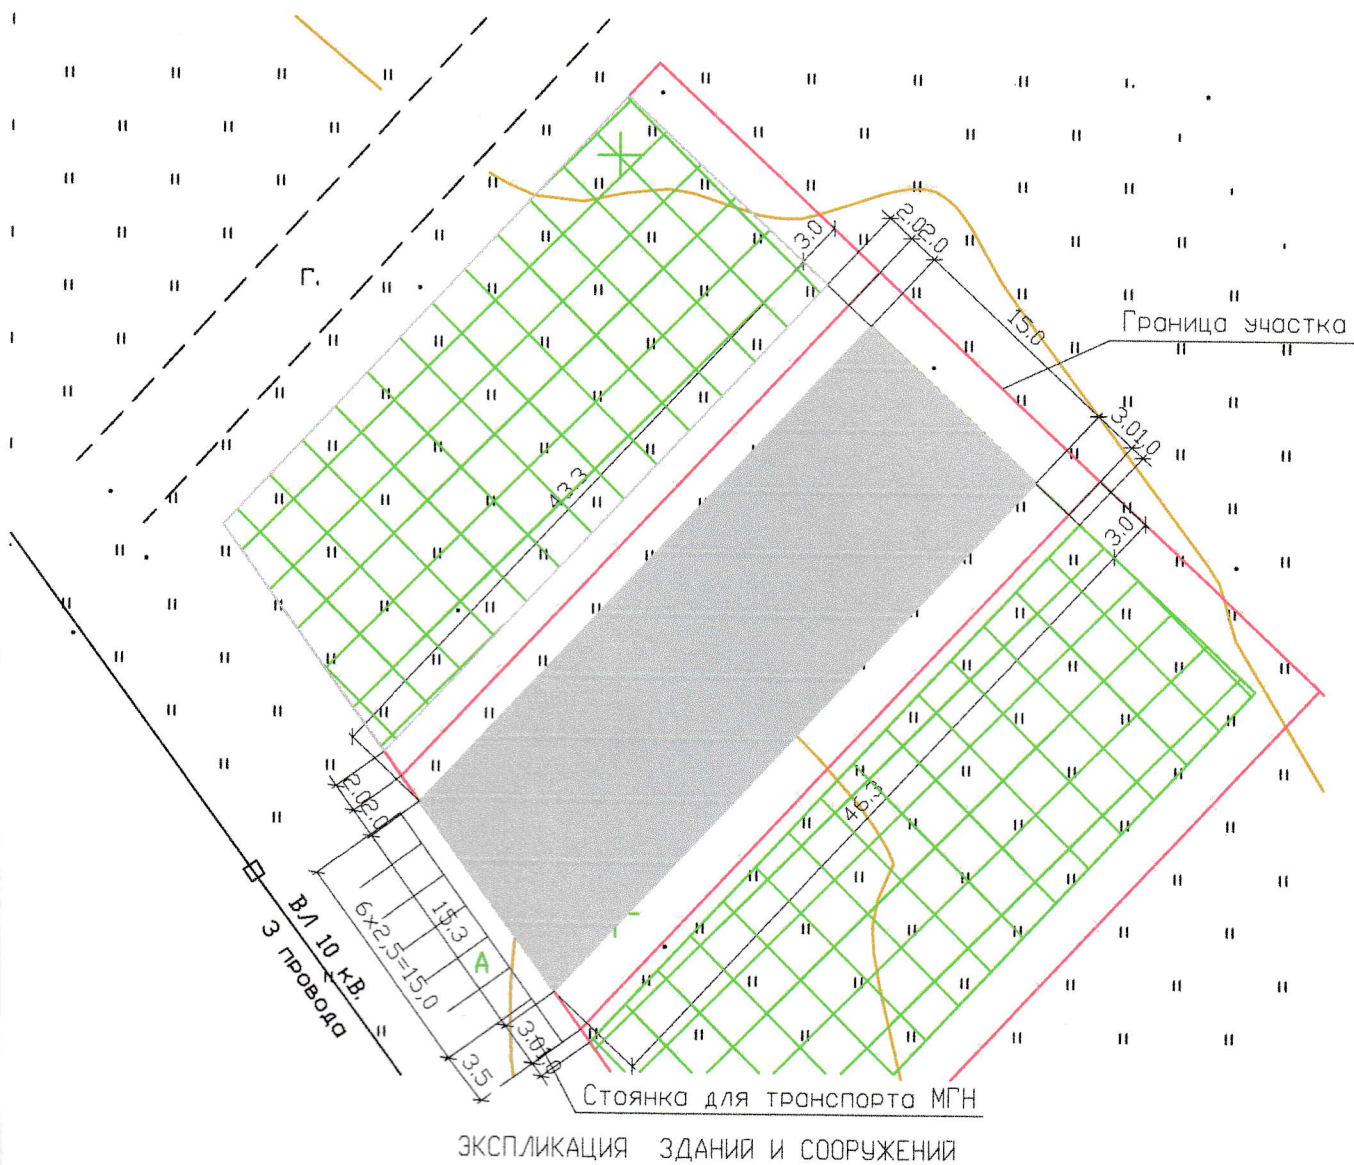 3.0
2.0
2.0
15.0
Граница участка
Г.
3.0
1,0
43.3
3.0
2.0
2.0
46.3
15.3
6x2,5=15,0
А
ВЛ 10 кВ,
3 провода
3.0
1,0
3.5
Стоянка для транспорта МГН
ЭКСПЛИКАЦИЯ ЗДАНИЙ И СООРУЖЕНИЙ